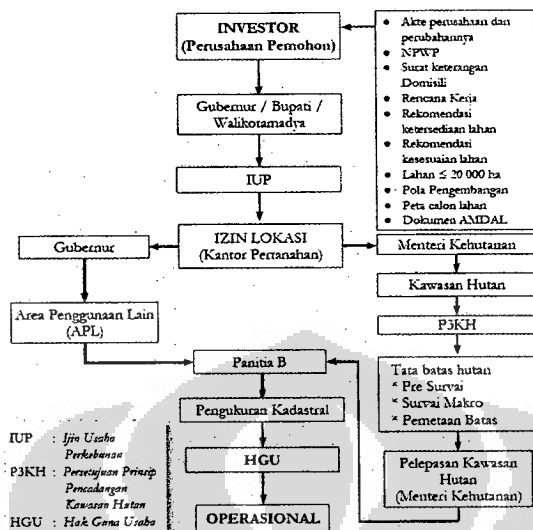 INVESTOR
(Perusahaan Pemohon)
• Akte perusahaan dan
perubahannya
• NPWP
• Surat keterangan
Domisili
• Rencana Kerja
• Rekomendasi
ketersediaan lahan
• Rekomendasi
kesesuaian lahan
• Lahan ≤ 20 000 ha
• Pola Pengembangan
• Peta calon lahan
• Dokumen AMDAL
Gubernur / Bupati /
Walikotamadya
IUP
Gubernur
IZIN LOKASI
(Kantor Pertanahan)
Menteri Kehutanan
Kawasan Hutan
Area Penggunaan Lain
(APL)
P3KH
Panitia B
Tata batas hutan
* Pre Survai
* Survai Makro
* Pemetaan Batas
Pengukuran Kadastral
HGU
Pelepasan Kawasan
Hutan
(Menteri Kehutanan)
OPERASIONAL
IUP : Ijin Usaha
Perkebunan
P3KH : Persetujuan Prinsip
Pencadangan
Kawasan Hutan
HGU : Hak Guna Usaha